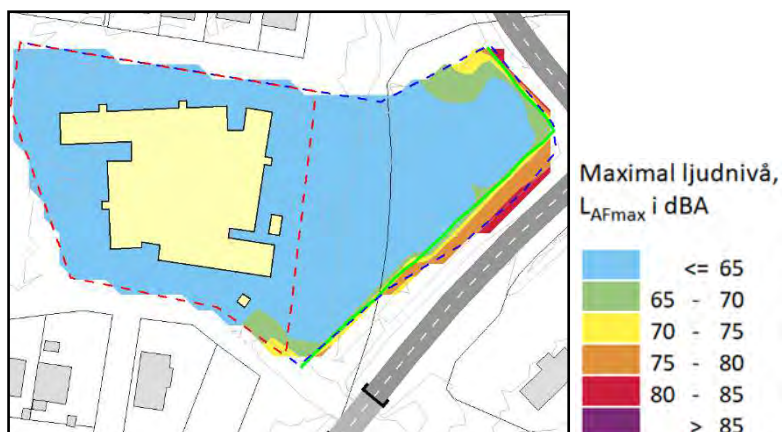 Maximal ljudnivå,
LAFmax i dBA
<= 65
65 - 70
70 - 75
75 - 80
80 - 85
> 85